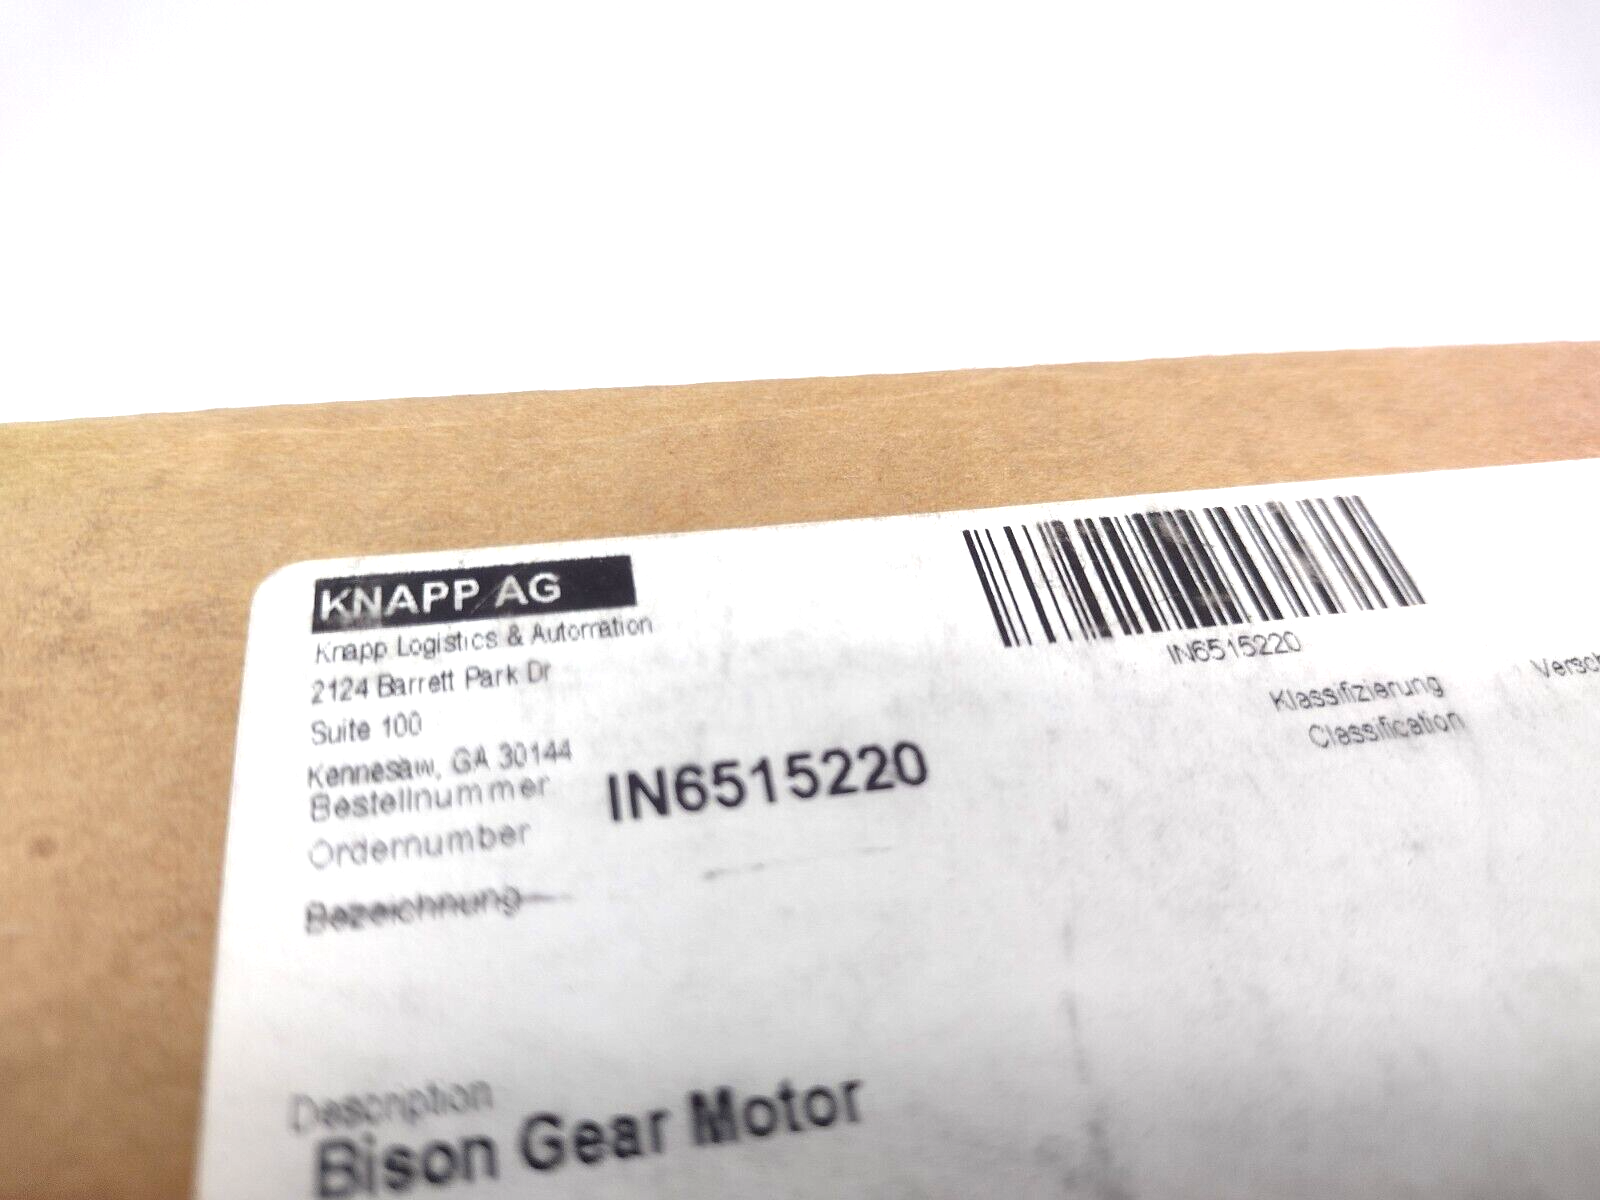 KNAPP AG
Knapp Logistics & Automation
2124 Barrett Park Dr
Suite 100
Kennesaw, GA 30144
Bestellnummer
Ordernumber
IN6515220
IN6515220
Klassifizierung
Classification
Bezeichnung
Description
Bison Gear Motor